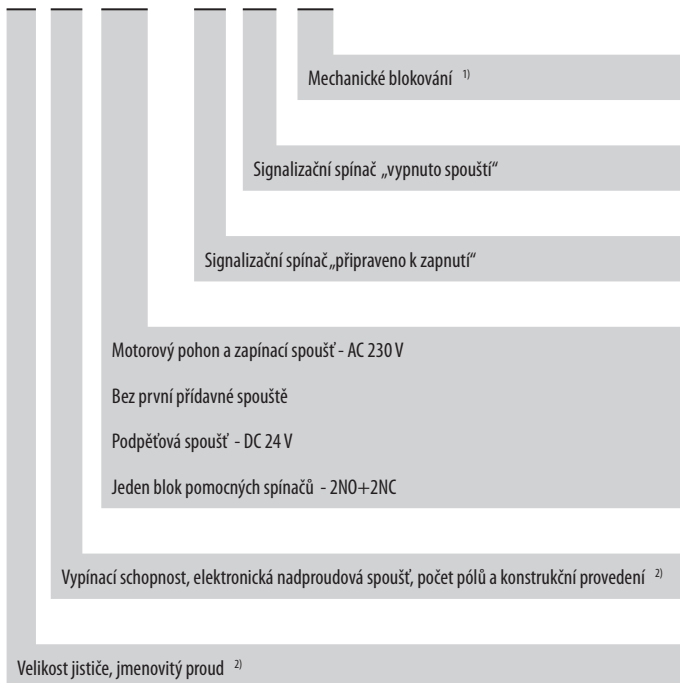 Mechanické blokování 1)
Signalizační spínač „vypnuto spouští“
Signalizační spínač „připraveno k zapnutí“
Motorový pohon a zapínací spoušť - AC 230 V
Bez první přídavné spouště
Podpěťová spoušť - DC 24 V
Jeden blok pomocných spínačů - 2NO+2NC
Vypínací schopnost, elektronická nadproudová spoušť, počet pólů a konstrukční provedení 2)
Velikost jističe, jmenovitý proud 2)